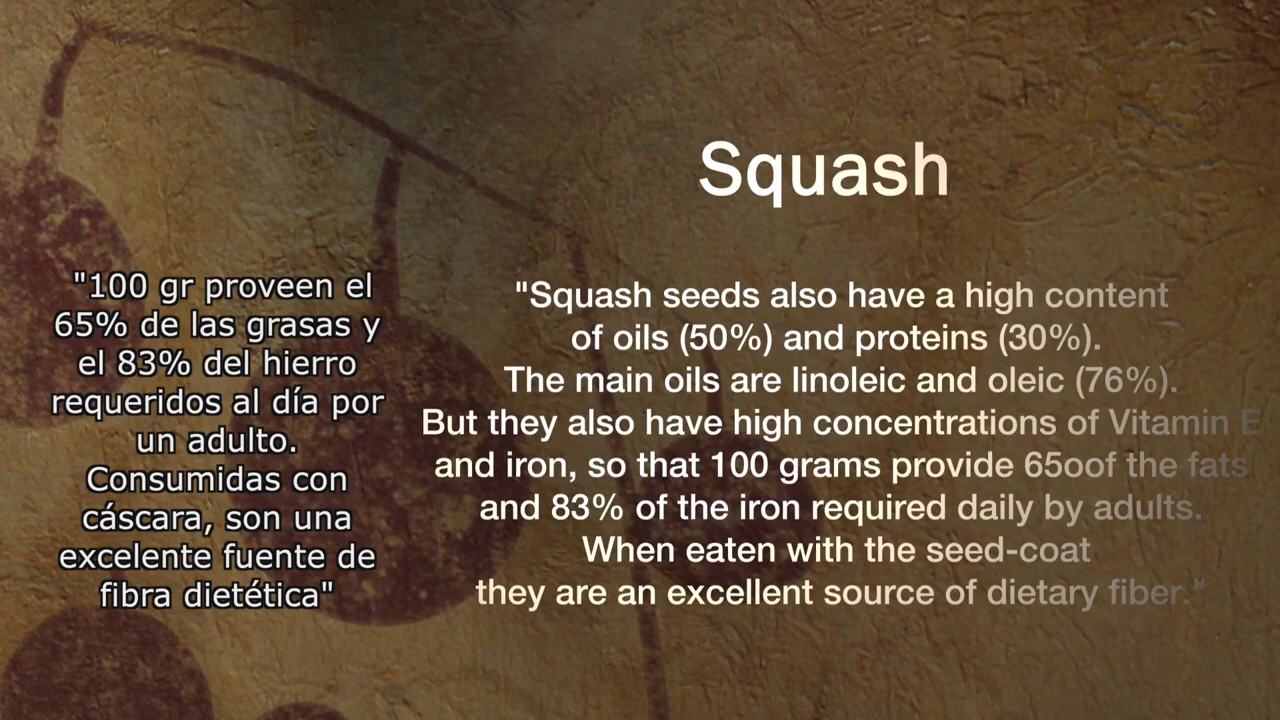 Squash
"100 gr proveen el
65% de las grasas y
el 83% del hierro
requeridos al día por
un adulto.
Consumidas con
cáscara, son una
excelente fuente de
fibra dietética"
"Squash seeds also have a high content
of oils (50%) and proteins (30%).
The main oils are linoleic and oleic (76%).
But they also have high concentrations of Vitamin E
and iron, so that 100 grams provide 65oof the fats
and 83% of the iron required daily by adults.
When eaten with the seed-coat
they are an excellent source of dietary fiber."